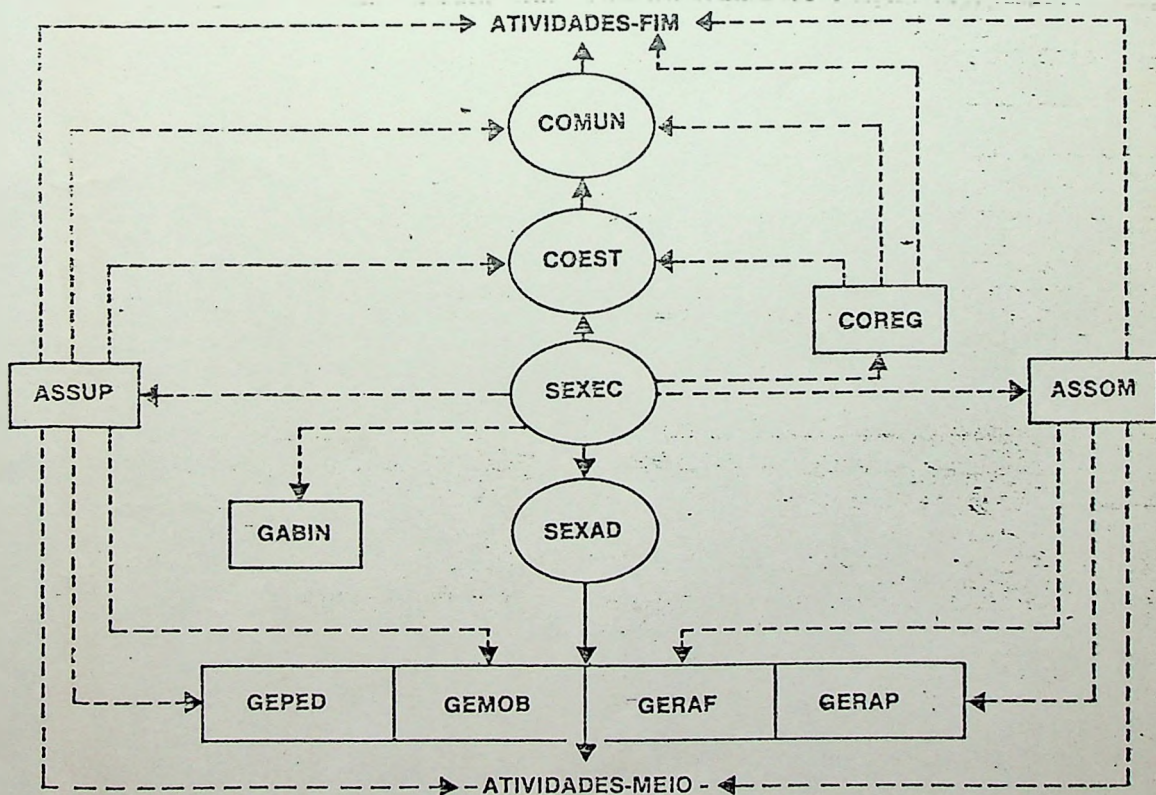 ATIVIDADES-FIM
COMUN
COEST
COREG
ASSUP
SEXEC
ASSOM
GABIN
SEXAD
GEPED GEMOB GERAF GERAP
ATIVIDADES-MEIO